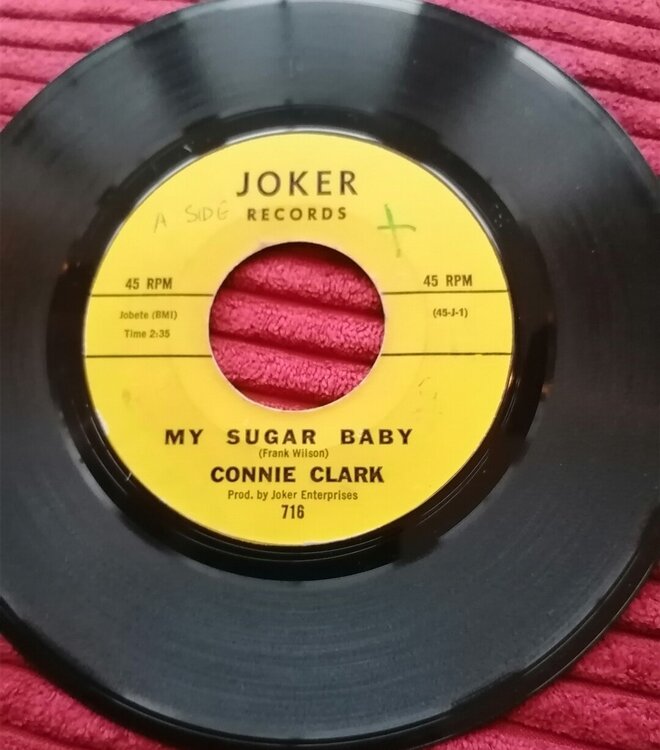 JOKER
A SIDE RECORDS
45 RPM 45 RPM
Jobete (BMI) (45-J-1)
Time 2:35
MY SUGAR BABY
(Frank Wilson)
CONNIE CLARK
Prod. by Joker Enterprises
716